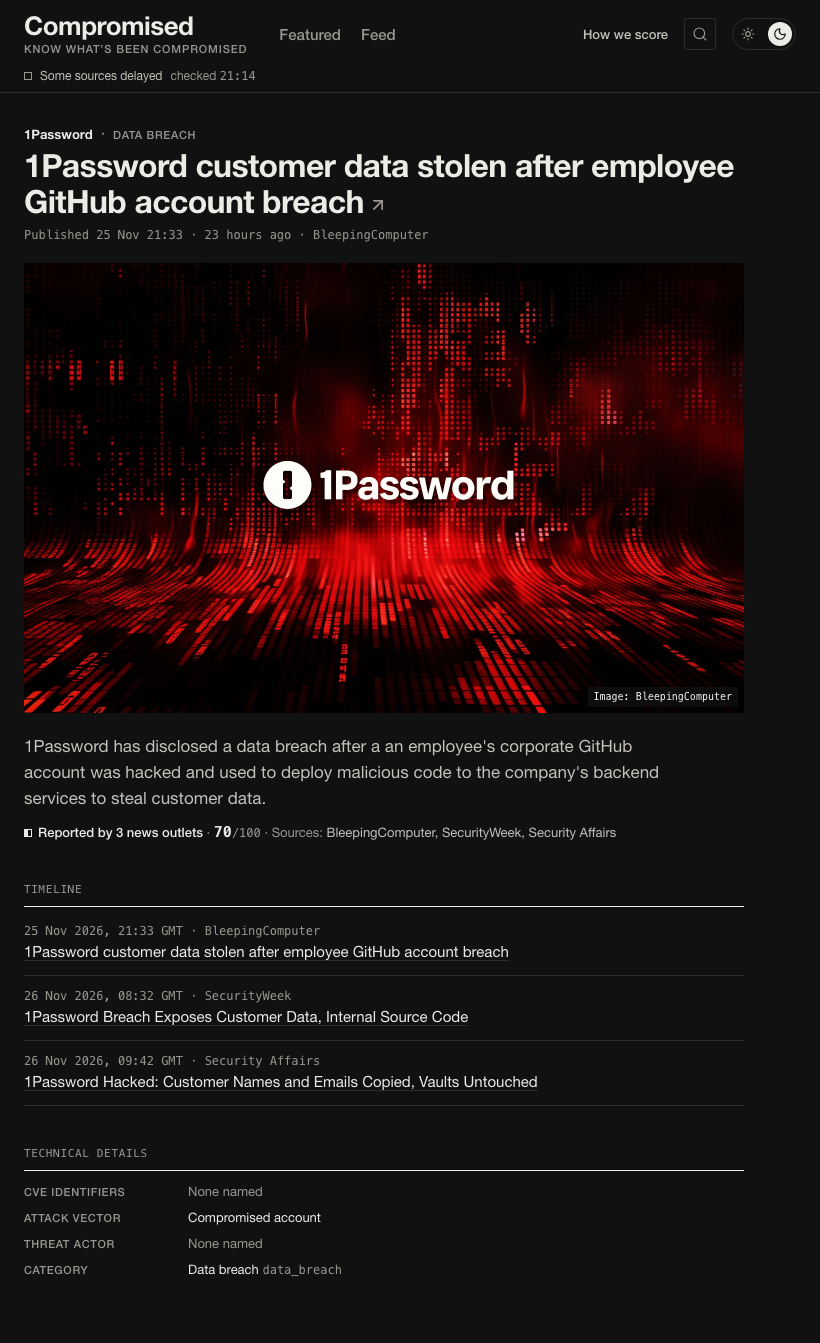 Compromised
KNOW WHAT'S BEEN COMPROMISED
Featured Feed
How we score
Some sources delayed checked 21:14
1Password · DATA BREACH
1Password customer data stolen after employee
GitHub account breach
Published 25 Nov 21:33 · 23 hours ago · BleepingComputer
1Password
Image: BleepingComputer
1Password has disclosed a data breach after a an employee's corporate GitHub
account was hacked and used to deploy malicious code to the company's backend
services to steal customer data.
Reported by 3 news outlets · 70/100 · Sources: BleepingComputer, SecurityWeek, Security Affairs
TIMELINE
25 Nov 2026, 21:33 GMT · BleepingComputer
1Password customer data stolen after employee GitHub account breach
26 Nov 2026, 08:32 GMT · SecurityWeek
1Password Breach Exposes Customer Data, Internal Source Code
26 Nov 2026, 09:42 GMT · Security Affairs
1Password Hacked: Customer Names and Emails Copied, Vaults Untouched
TECHNICAL DETAILS
CVE IDENTIFIERS None named
ATTACK VECTOR Compromised account
THREAT ACTOR None named
CATEGORY Data breach data_breach